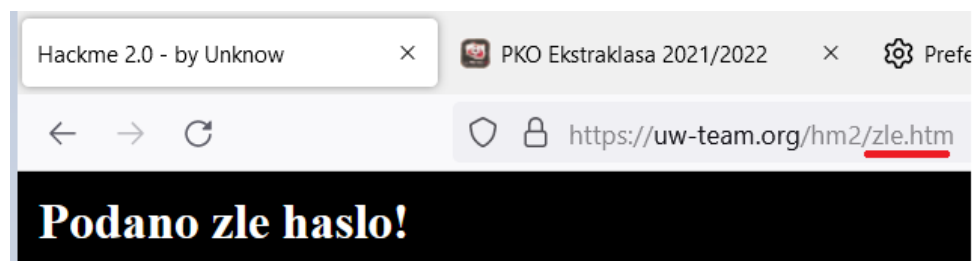 Hackme 2.0 - by Unknow
PKO Ekstraklasa 2021/2022
Prefe
https://uw-team.org/hm2/zle.htm
Podano zle haslo!